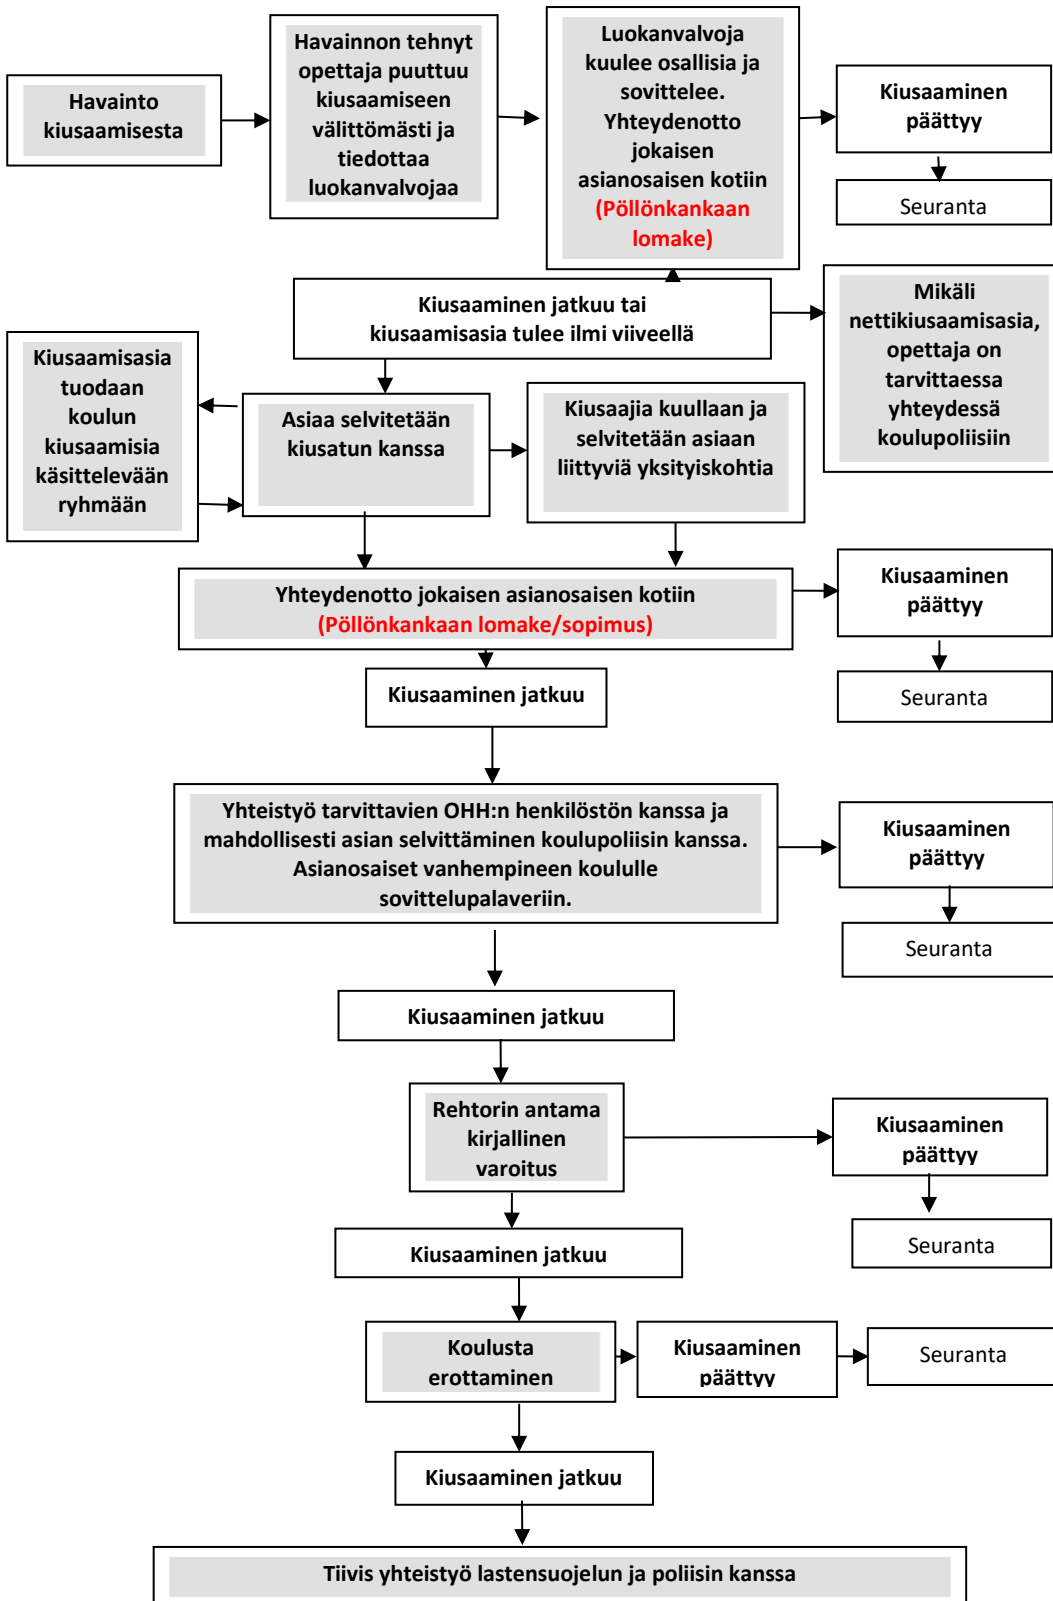 Havainto
kiusaamisesta
Havainnon tehnyt
opettaja puuttuu
kiusaamiseen
välittömästi ja
tiedottaa
luokanvalvojaa
Luokanvalvoja
kuulee osallisia ja
sovittelee.
Yhteydenotto
jokaisen
asianosaisen kotiin
(Pöllönkankaan
lomake)
Kiusaaminen
päättyy
Seuranta
Kiusaaminen jatkuu tai
kiusaamisasia tulee ilmi viiveellä
Mikäli
nettikiusaamisasia,
opettaja on
tarvittaessa
yhteydessä
koulupoliisiin
Kiusaamisasia
tuodaan
koulun
kiusaamisia
käsittelevään
ryhmään
Asiaa selvitetään
kiusatun kanssa
Kiusaajia kuullaan ja
selvitetään asiaan
liittyviä yksityiskohtia
Yhteydenotto jokaisen asianosaisen kotiin
(Pöllönkankaan lomake/sopimus)
Kiusaaminen
päättyy
Seuranta
Kiusaaminen jatkuu
Yhteistyö tarvittavien OHH:n henkilöstön kanssa ja
mahdollisesti asian selvittäminen koulupoliisin kanssa.
Asianosaiset vanhempineen koululle
sovittelupalaveriin.
Kiusaaminen
päättyy
Seuranta
Kiusaaminen jatkuu
Rehtorin antama
kirjallinen
varoitus
Kiusaaminen
päättyy
Seuranta
Kiusaaminen jatkuu
Koulusta
erottaminen
Kiusaaminen
päättyy
Seuranta
Kiusaaminen jatkuu
Tiivis yhteistyö lastensuojelun ja poliisin kanssa